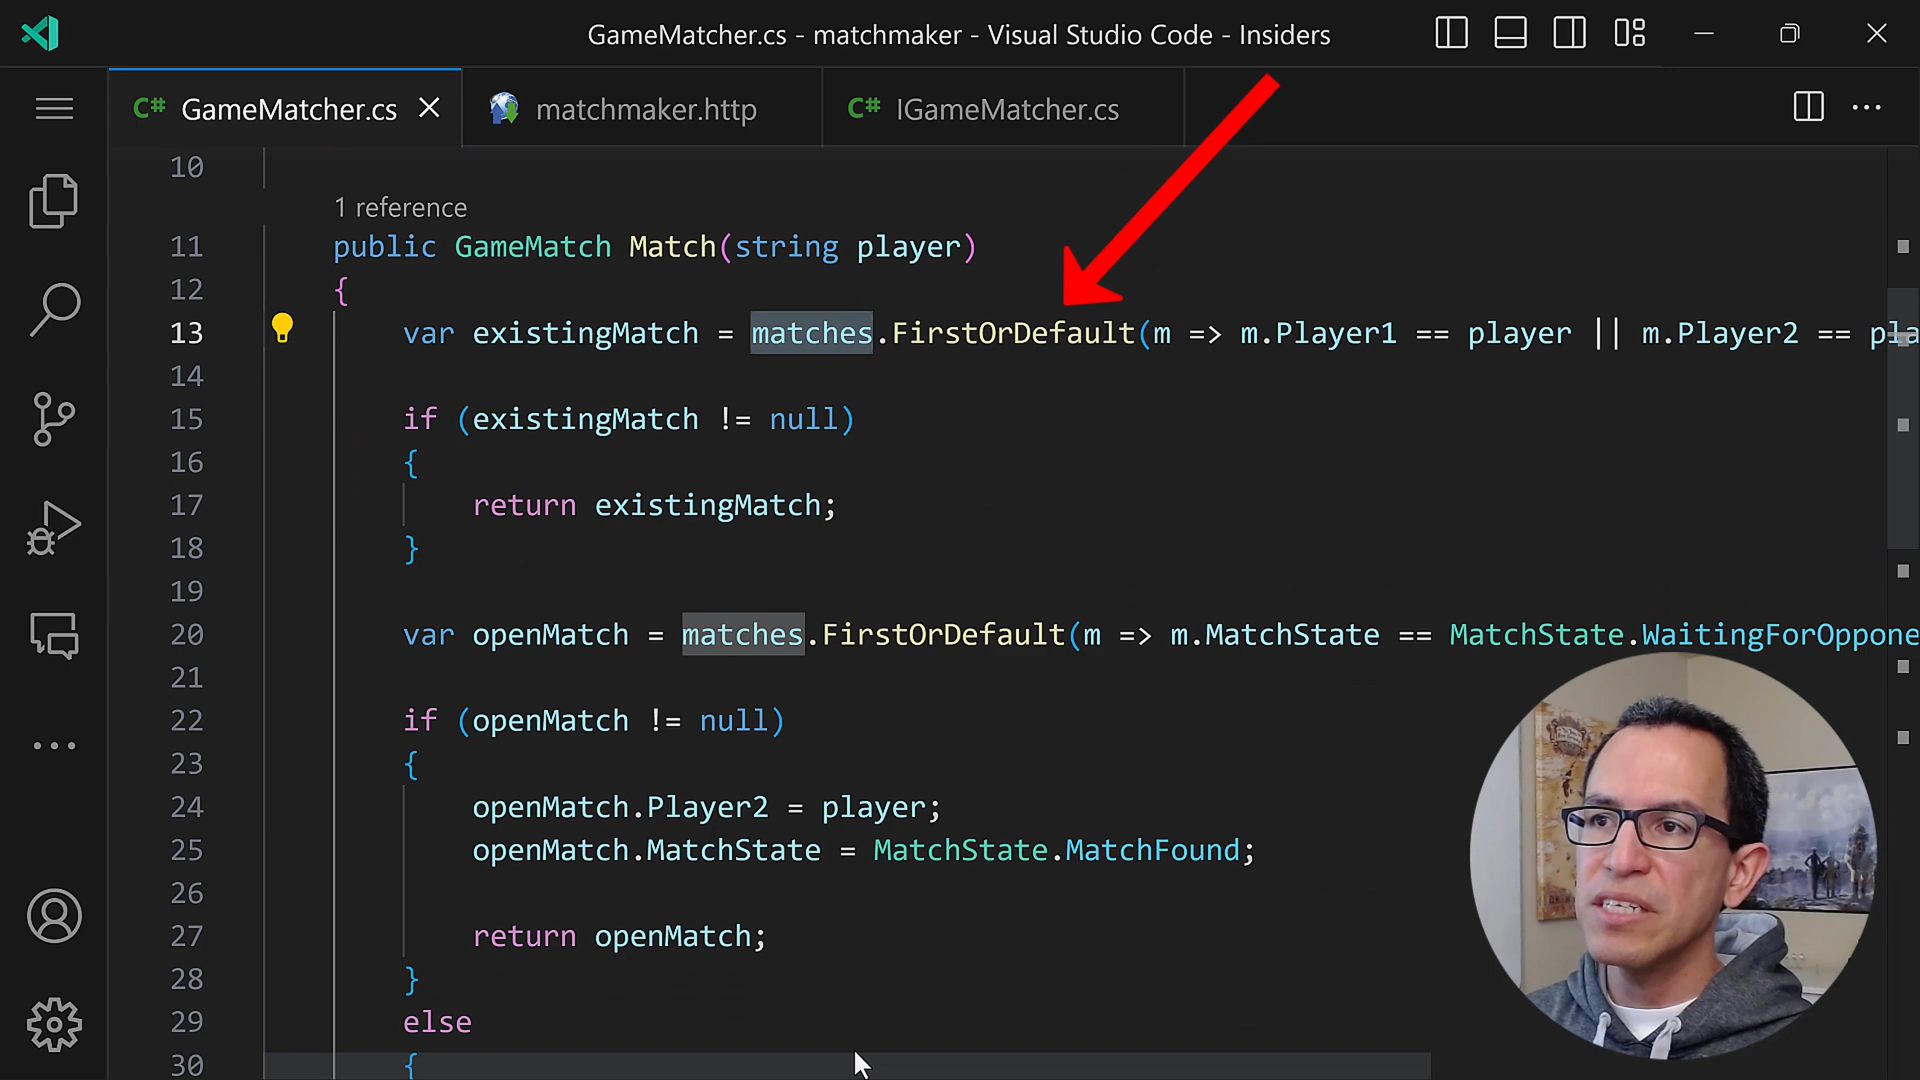 GameMatcher.cs - matchmaker - Visual Studio Code - Insiders
C# GameMatcher.cs
matchmaker.http
C# IGameMatcher.cs
10
1 reference
11 public GameMatch Match(string player)
12 {
13 var existingMatch = matches.FirstOrDefault(m => m.Player1 == player || m.Player2 == pla
14
15 if (existingMatch != null)
16 {
17 return existingMatch;
18 }
19
20 var openMatch = matches.FirstOrDefault(m => m.MatchState == MatchState.WaitingForOppone
21
22 if (openMatch != null)
23 {
24 openMatch.Player2 = player;
25 openMatch.MatchState = MatchState.MatchFound;
26
27 return openMatch;
28 }
29 else
30 {